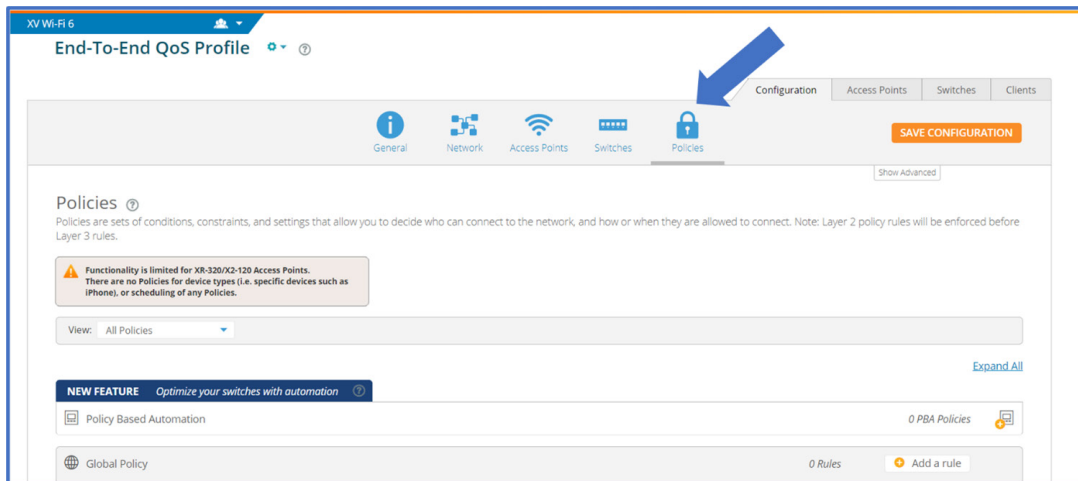 XV Wi-Fi 6
End-To-End QoS Profile
Configuration
Access Points
Switches
Clients
General
Network
Access Points
Switches
Policies
SAVE CONFIGURATION
Show Advanced
Policies
Policies are sets of conditions, constraints, and settings that allow you to decide who can connect to the network, and how or when they are allowed to connect. Note: Layer 2 policy rules will be enforced before
Layer 3 rules.
Functionality is limited for XR-320/X2-120 Access Points.
There are no Policies for device types (i.e. specific devices such as
iPhone), or scheduling of any Policies.
View: All Policies
Expand All
NEW FEATURE Optimize your switches with automation
Policy Based Automation
0 PBA Policies
Global Policy
0 Rules
Add a rule